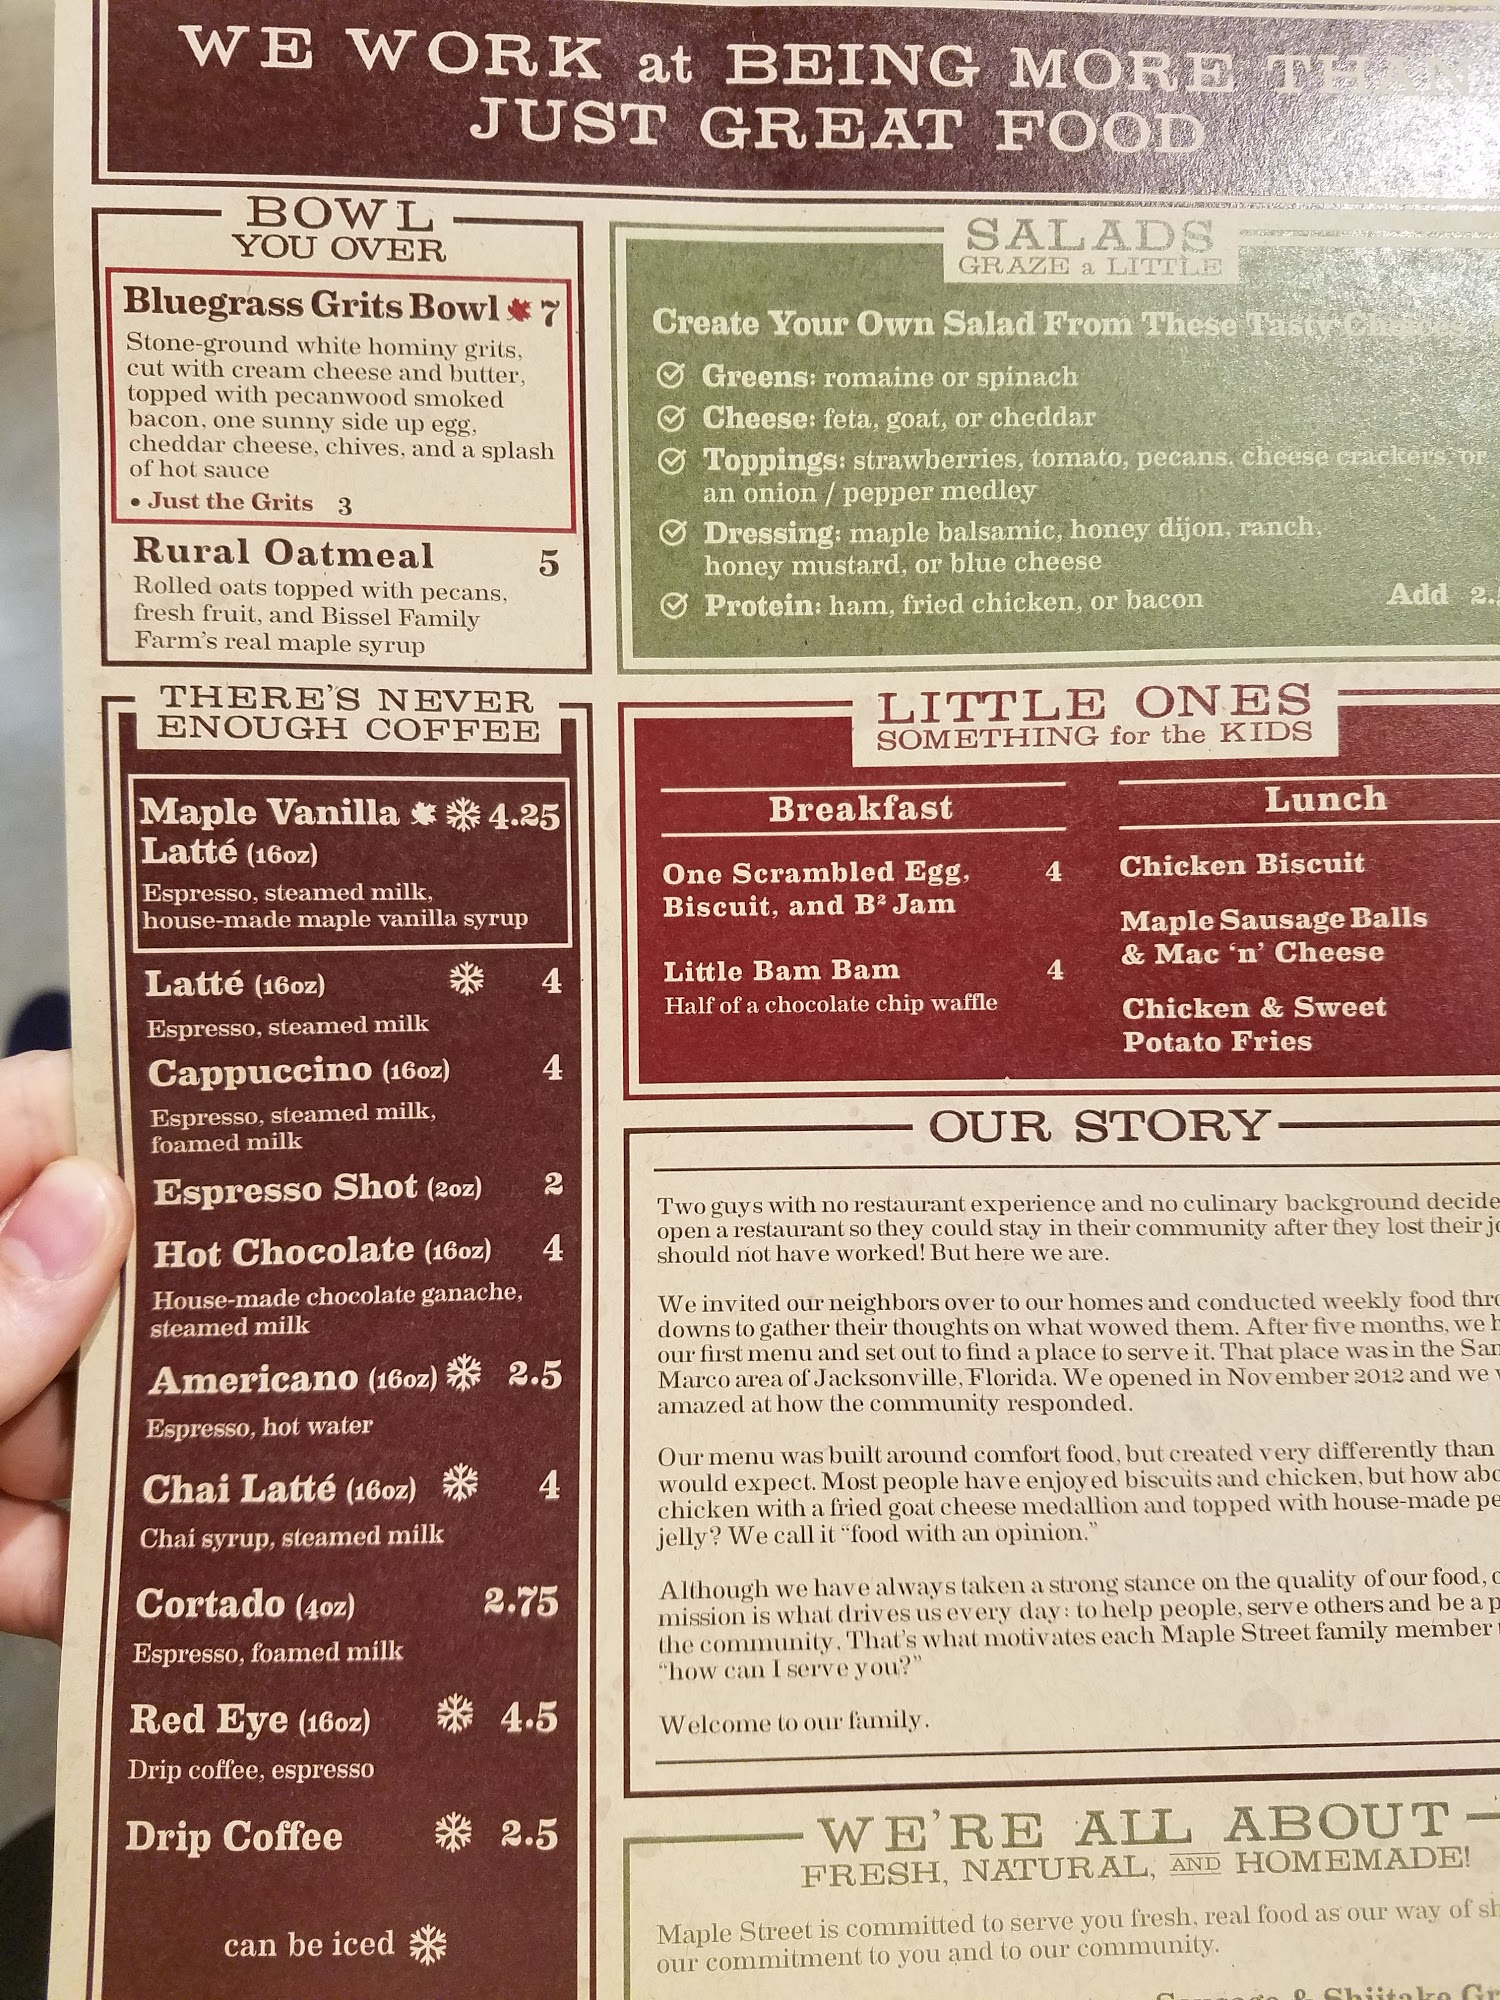 WE WORK at BEING MORE THAN
JUST GREAT FOOD
BOWL
YOU OVER
Bluegrass Grits Bowl 7
Stone-ground white hominy grits,
cut with cream cheese and butter,
topped with pecanwood smoked
bacon, one sunny side up egg,
cheddar cheese, chives, and a splash
of hot sauce
• Just the Grits 3
Rural Oatmeal 5
Rolled oats topped with pecans,
fresh fruit, and Bissel Family
Farm's real maple syrup
THERE'S NEVER
ENOUGH COFFEE
Maple Vanilla 4.25
Latté (16oz)
Espresso, steamed milk,
house-made maple vanilla syrup
Latté (16oz) 4
Espresso, steamed milk
Cappuccino (16oz) 4
Espresso, steamed milk,
foamed milk
Espresso Shot (2oz) 2
Hot Chocolate (16oz) 4
House-made chocolate ganache,
steamed milk
Americano (16oz) 2.5
Espresso, hot water
Chai Latté (16oz) 4
Chai syrup, steamed milk
Cortado (4oz) 2.75
Espresso, foamed milk
Red Eye (16oz) 4.5
Drip coffee, espresso
Drip Coffee 2.5
can be iced
SALADS
GRAZE a LITTLE
Create Your Own Salad From These Tasty Choices
Greens: romaine or spinach
Cheese: feta, goat, or cheddar
Toppings: strawberries, tomato, pecans, cheese crackers, or
an onion / pepper medley
Dressing: maple balsamic, honey dijon, ranch,
honey mustard, or blue cheese
Protein: ham, fried chicken, or bacon Add 2.
LITTLE ONES
SOMETHING for the KIDS
Breakfast
One Scrambled Egg, 4
Biscuit, and B² Jam
Little Bam Bam 4
Half of a chocolate chip waffle
Lunch
Chicken Biscuit
Maple Sausage Balls
& Mac 'n' Cheese
Chicken & Sweet
Potato Fries
OUR STORY
Two guys with no restaurant experience and no culinary background decide
open a restaurant so they could stay in their community after they lost their
should not have worked! But here we are.
We invited our neighbors over to our homes and conducted weekly food thr
downs to gather their thoughts on what wowed them. After five months, we
our first menu and set out to find a place to serve it. That place was in the San
Marco area of Jacksonville, Florida. We opened in November 2012 and we
amazed at how the community responded.
Our menu was built around comfort food, but created very differently than
would expect. Most people have enjoyed biscuits and chicken, but how abo
chicken with a fried goat cheese medallion and topped with house-made pe
jelly? We call it "food with an opinion."
Although we have always taken a strong stance on the quality of our food,
mission is what drives us every day: to help people, serve others and be a p
the community. That's what motivates each Maple Street family member
"how can I serve you?"
Welcome to our family.
WE'RE ALL ABOUT
FRESH, NATURAL, AND HOMEMADE!
Maple Street is committed to serve you fresh, real food as our way of sh
our commitment to you and to our community.
Sausage & Shiitake Gr